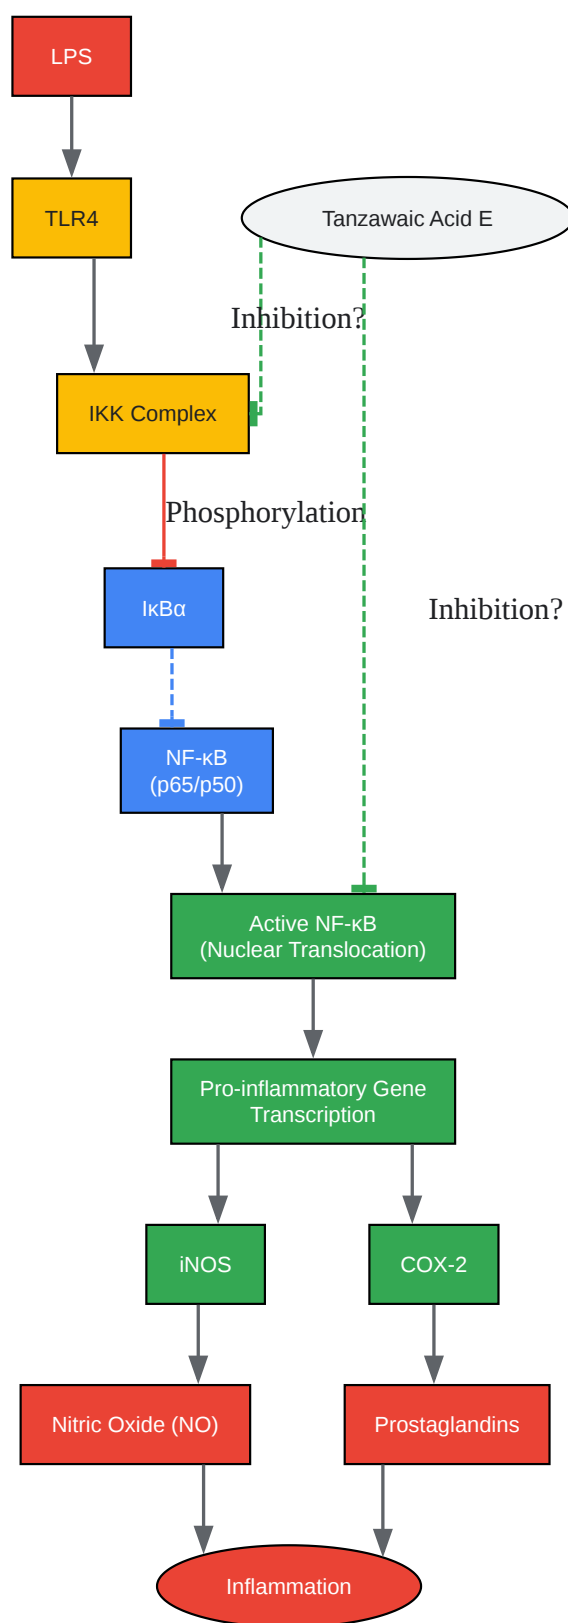 LPS
TLR4
Tanzawaic Acid E
Inhibition?
IKK Complex
Phosphorylation
IκBα
Inhibition?
NF-κB
(p65/p50)
Active NF-κB
(Nuclear Translocation)
Pro-inflammatory Gene
Transcription
iNOS
COX-2
Nitric Oxide (NO)
Prostaglandins
Inflammation